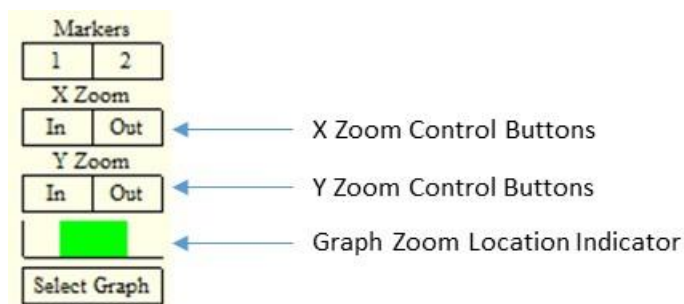 Markers
1 2
X Zoom
In Out
X Zoom Control Buttons
Y Zoom
In Out
Y Zoom Control Buttons
Graph Zoom Location Indicator
Select Graph